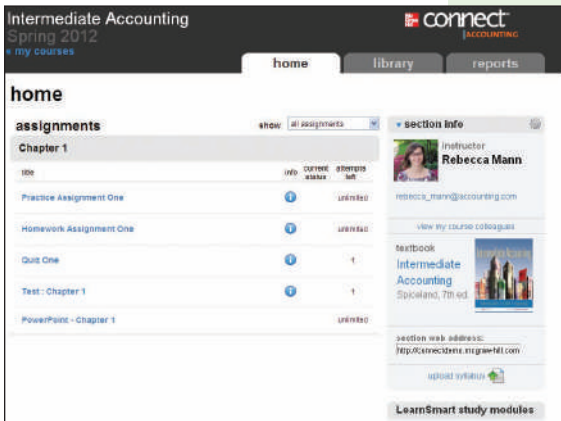 Intermediate Accounting
Spring 2012
« my courses
connect
ACCOUNTING
home
library
reports
home
assignments
show: all assignments
Chapter 1
title
info
current status
attempts left
Practice Assignment One
unlimited
Homework Assignment One
unlimited
Quiz One
1
Test : Chapter 1
1
PowerPoint - Chapter 1
unlimited
section info
instructor
Rebecca Mann
rebecca_mann@accounting.com
view my course colleagues
textbook
Intermediate
Accounting
Spiceland, 7th ed.
Intermediate Accounting
section web address:
http://connectdemo.mcgraw-hill.com
upload syllabus
LearnSmart study modules